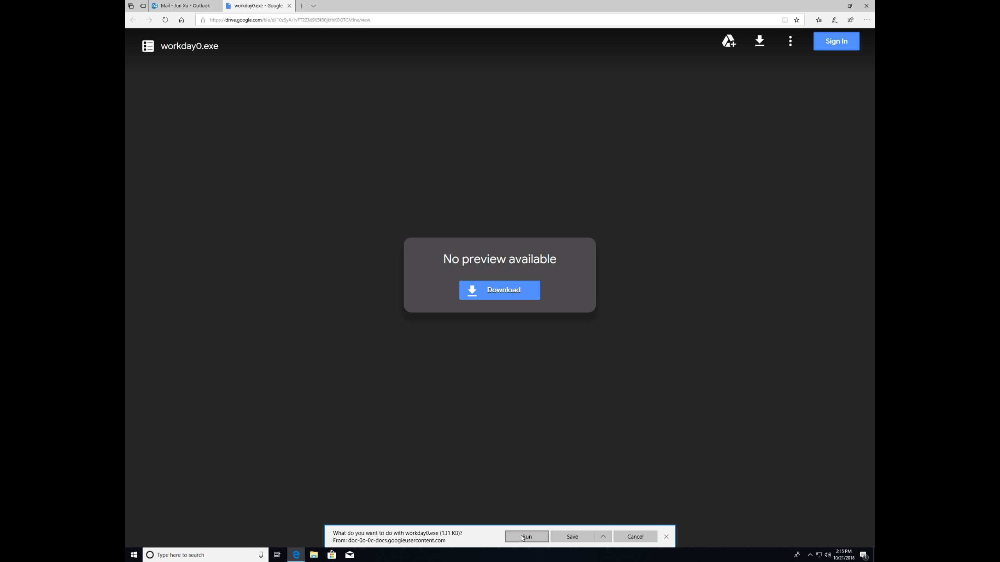 Mail - Jun Xu - Outlook
workday0.exe - Google
https://drive.google.com/file/d/10zSyAi1vFT2ZM9K5fB0jkfhKBOTCMfnx/view
workday0.exe
Sign In
No preview available
Download
What do you want to do with workday0.exe (131 KB)?
From: doc-0o-0c-docs.googleusercontent.com
Run
Save
Cancel
Type here to search
2:15 PM
10/21/2018
1